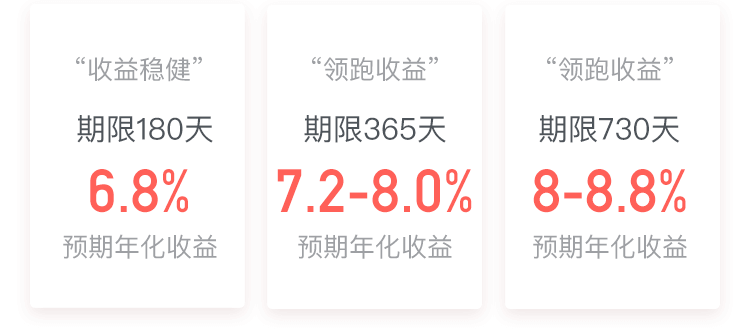 “收益稳健”
期限180天
6.8%
预期年化收益
“领跑收益”
期限365天
7.2-8.0%
预期年化收益
“领跑收益”
期限730天
8-8.8%
预期年化收益